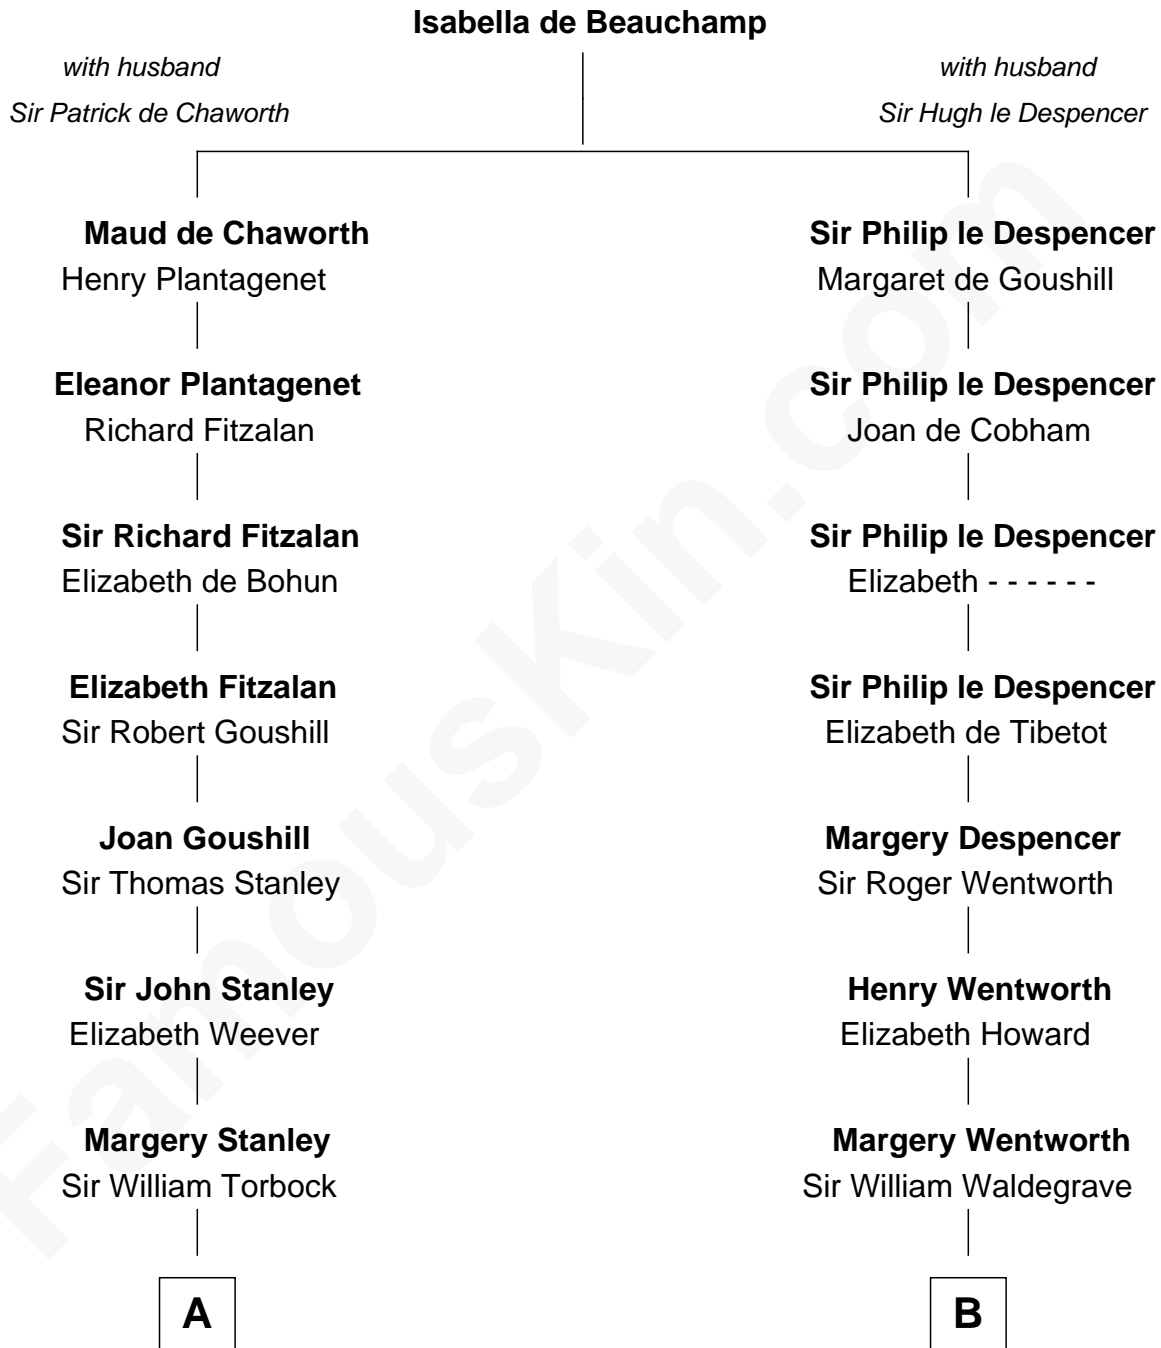 Isabella de Beauchamp
with husband
Sir Patrick de Chaworth
with husband
Sir Hugh le Despencer
Maud de Chaworth
Henry Plantagenet
Sir Philip le Despencer
Margaret de Goushill
Eleanor Plantagenet
Richard Fitzalan
Sir Philip le Despencer
Joan de Cobham
Sir Richard Fitzalan
Elizabeth de Bohun
Sir Philip le Despencer
Elizabeth - - - - - -
Elizabeth Fitzalan
Sir Robert Goushill
Sir Philip le Despencer
Elizabeth de Tibetot
Joan Goushill
Sir Thomas Stanley
Margery Despencer
Sir Roger Wentworth
Sir John Stanley
Elizabeth Weever
Henry Wentworth
Elizabeth Howard
Margery Stanley
Sir William Torbock
Margery Wentworth
Sir William Waldegrave
A
B
FamousKin.com